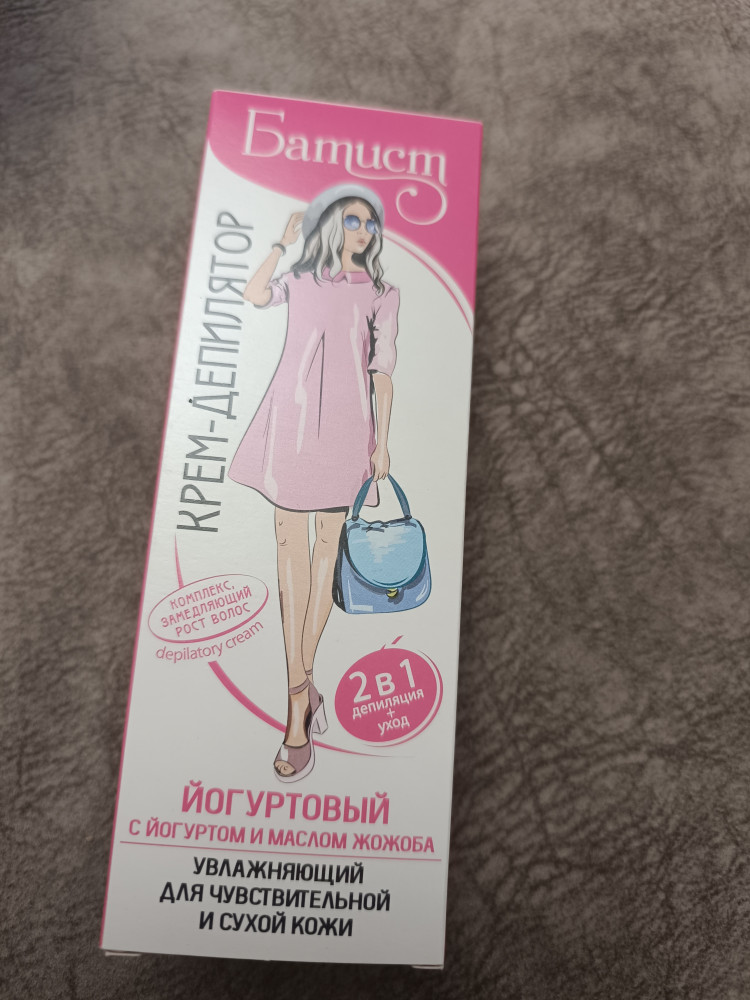 Батист
КРЕМ-ДЕПИЛЯТОР
КОМПЛЕКС,
ЗАМЕДЛЯЮЩИЙ
РОСТ ВОЛОС
depilatory cream
2 в 1
депиляция
+
уход
ЙОГУРТОВЫЙ
С ЙОГУРТОМ И МАСЛОМ ЖОЖОБА
УВЛАЖНЯЮЩИЙ
ДЛЯ ЧУВСТВИТЕЛЬНОЙ
И СУХОЙ КОЖИ